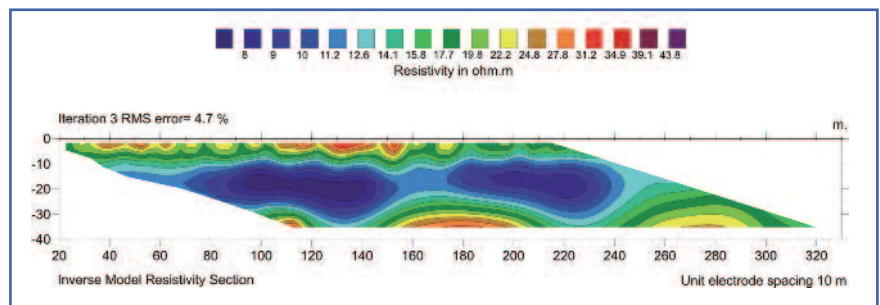 8 9 10 11.2 12.6 14.1 15.8 17.7 19.8 22.2 24.8 27.8 31.2 34.9 39.1 43.8
Resistivity in ohm.m
Iteration 3 RMS error= 4.7 %
m.
0
-10
-20
-30
-40
20 40 60 80 100 120 140 160 180 200 220 240 260 280 300 320
Inverse Model Resistivity Section Unit electrode spacing 10 m